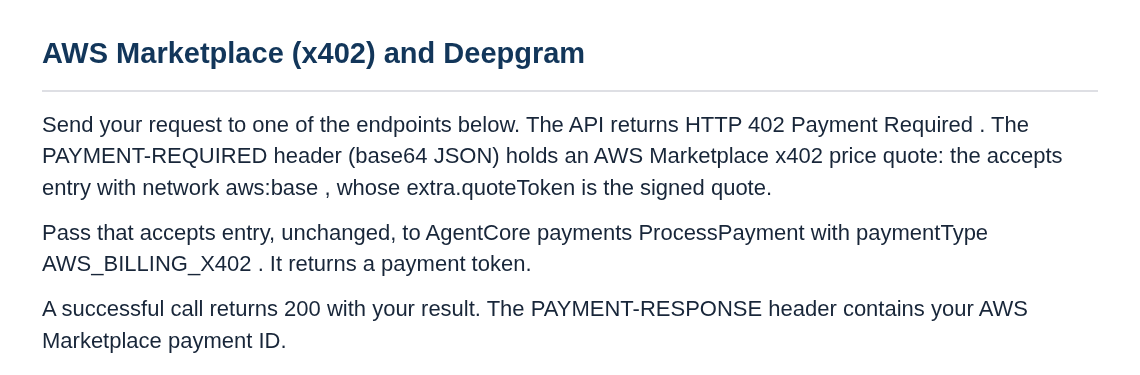 AWS Marketplace (x402) and Deepgram
Send your request to one of the endpoints below. The API returns HTTP 402 Payment Required . The
PAYMENT-REQUIRED header (base64 JSON) holds an AWS Marketplace x402 price quote: the accepts
entry with network aws:base , whose extra.quoteToken is the signed quote.
Pass that accepts entry, unchanged, to AgentCore payments ProcessPayment with paymentType
AWS_BILLING_X402 . It returns a payment token.
A successful call returns 200 with your result. The PAYMENT-RESPONSE header contains your AWS
Marketplace payment ID.